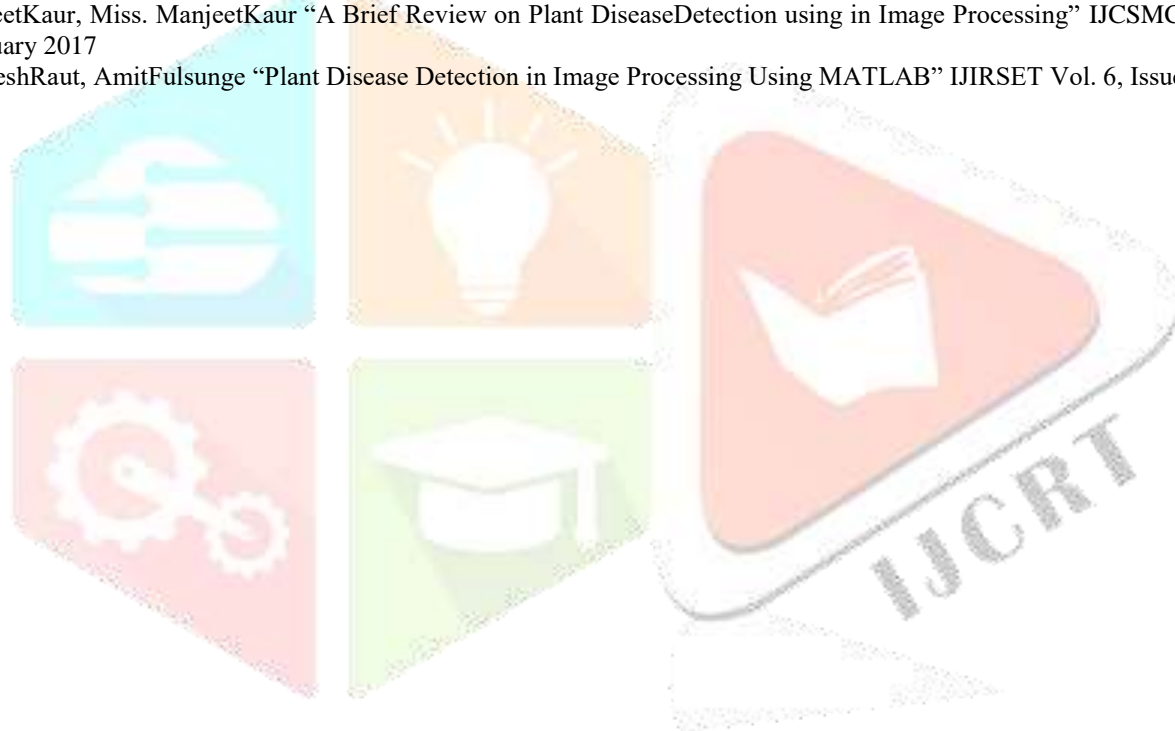 eetKaur, Miss. ManjeetKaur “A Brief Review on Plant DiseaseDetection using in Image Processing” IJCSMC
uary 2017
eshRaut, AmitFulsunge “Plant Disease Detection in Image Processing Using MATLAB” IJIRSET Vol. 6, Issue
IJCRT